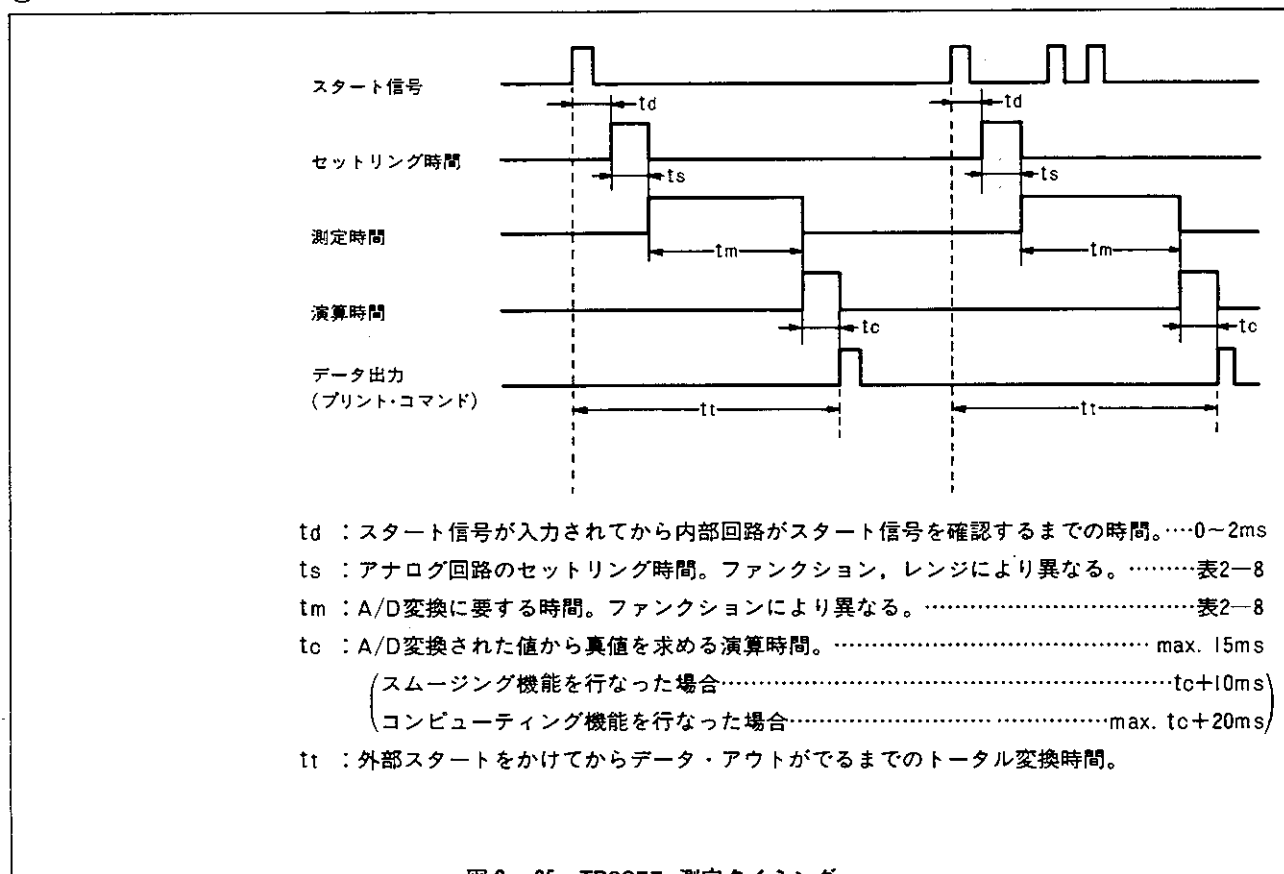 スタート信号
td
td
セットリング時間
ts
ts
測定時間
tm
tm
演算時間
tc
tc
データ出力
(プリント・コマンド)
tt
tt
td :スタート信号が入力されてから内部回路がスタート信号を確認するまでの時間。····0~2ms
ts :アナログ回路のセットリング時間。ファンクション,レンジにより異なる。·········表2—8
tm :A/D変換に要する時間。ファンクションにより異なる。·································表2—8
tc :A/D変換された値から真値を求める演算時間。······································max. 15ms
(スムージング機能を行なった場合······················································tc+10ms
コンピューティング機能を行なった場合······································max. tc+20ms)
tt :外部スタートをかけてからデータ・アウトがでるまでのトータル変換時間。
測定タイミング